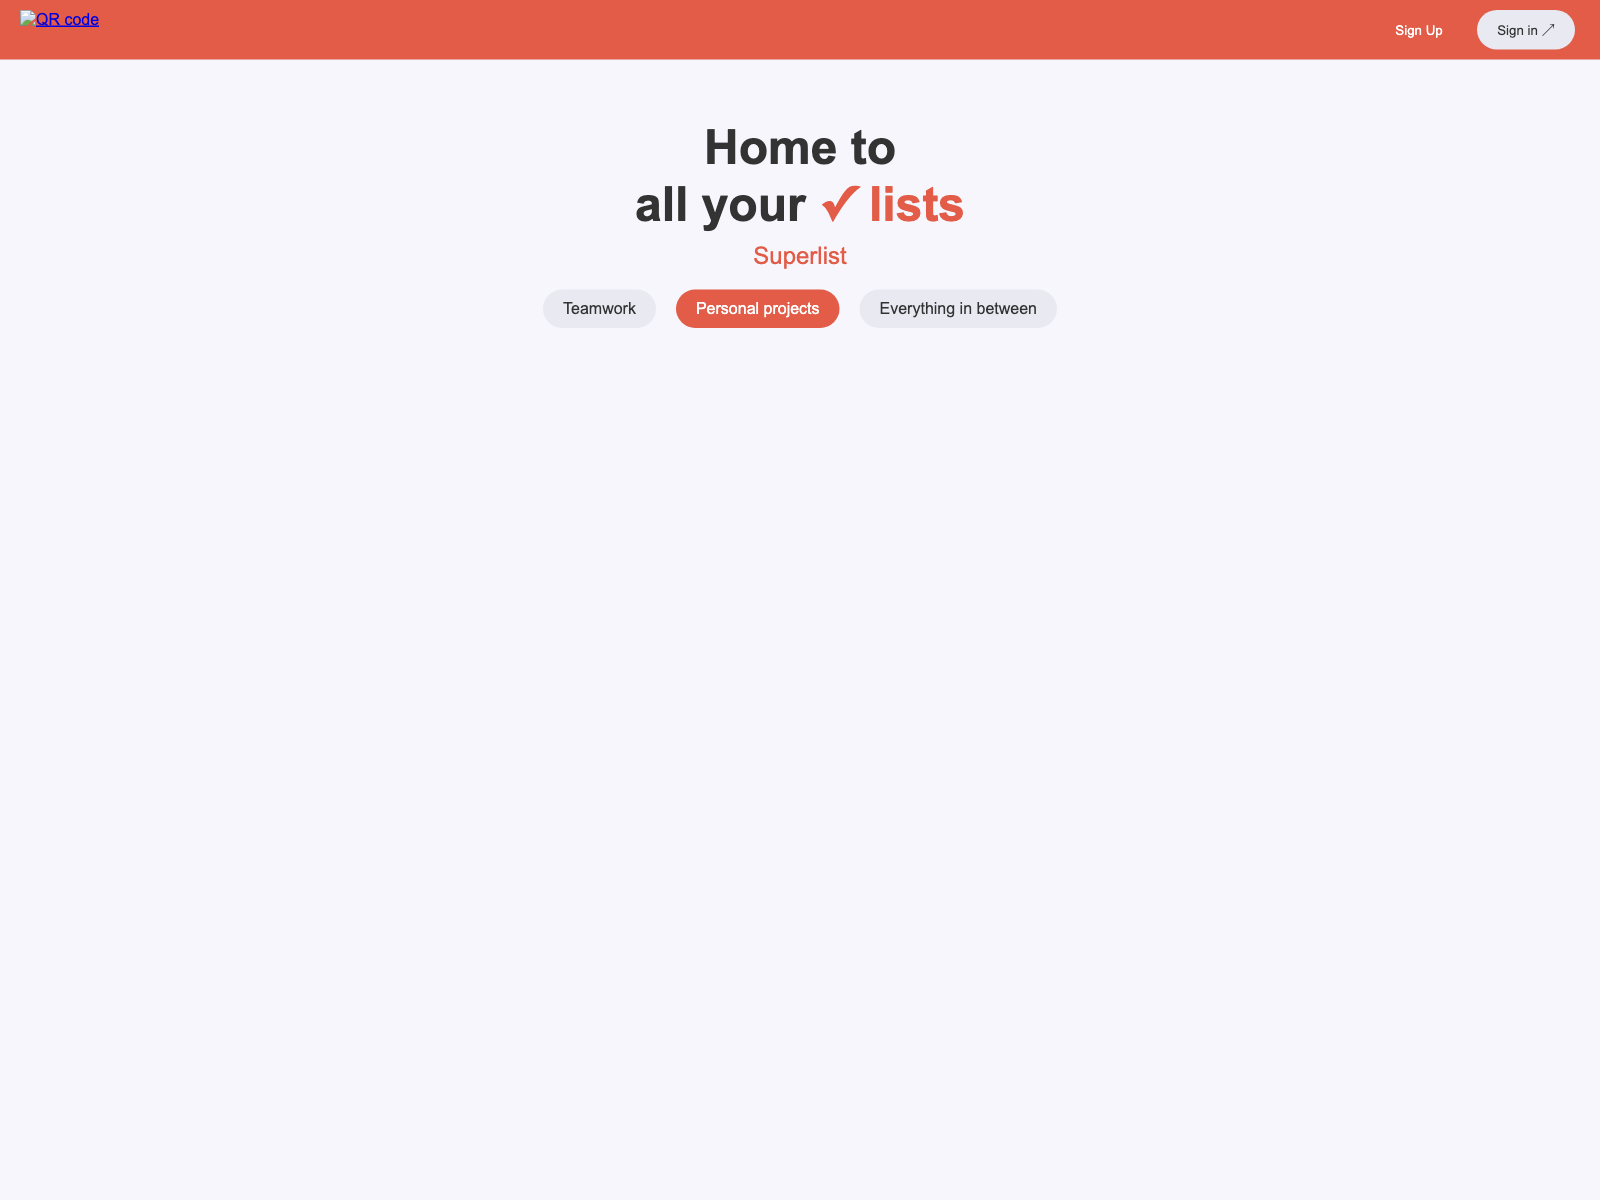 QR code
Sign Up
Sign in ↗
Home to
all your ✓ lists
Superlist
Teamwork
Personal projects
Everything in between